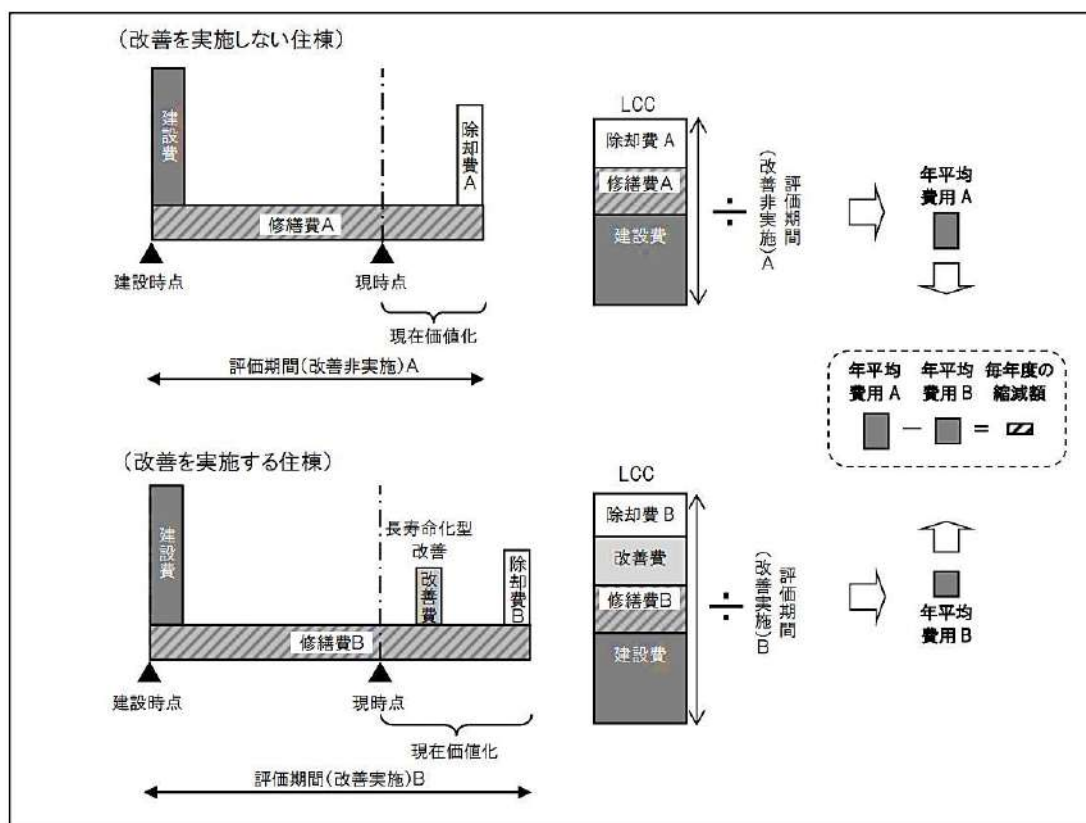 (改善を実施しない住棟)
建設費
除却費A
修繕費A
建設時点
現時点
現在価値化
評価期間(改善非実施)A
LCC
除却費 A
修繕費A
建設費
÷
評価期間
(改善非実施)A
年平均
費用 A
年平均
費用 A
年平均
費用 B
毎年度の
縮減額
− =
(改善を実施する住棟)
建設費
長寿命化型
改善
改善費
除却費B
修繕費B
建設時点
現時点
現在価値化
評価期間(改善実施)B
LCC
除却費 B
改善費
修繕費B
建設費
÷
評価期間
(改善実施)B
年平均
費用 B